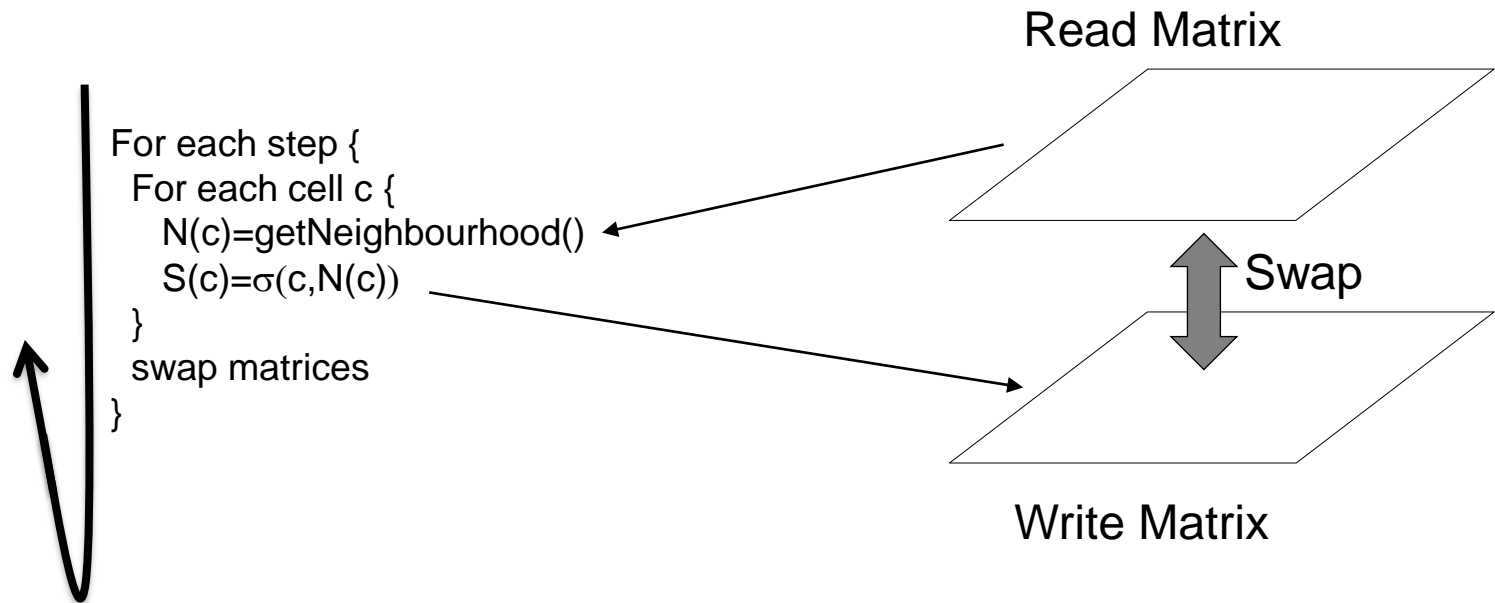 Read Matrix
For each step {
For each cell c {
N(c)=getNeighbourhood()
S(c)=σ(c,N(c))
}
swap matrices
}
Swap
Write Matrix